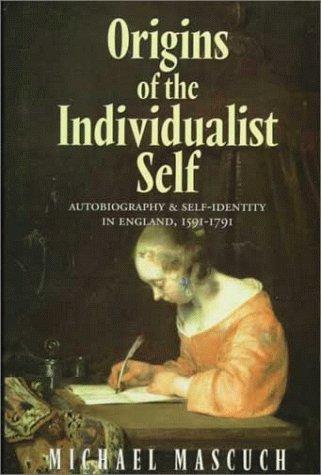 Origins
of the
Individualist
Self
AUTOBIOGRAPHY & SELF-IDENTITY
IN ENGLAND, 1591-1791
MICHAEL MASCUCH